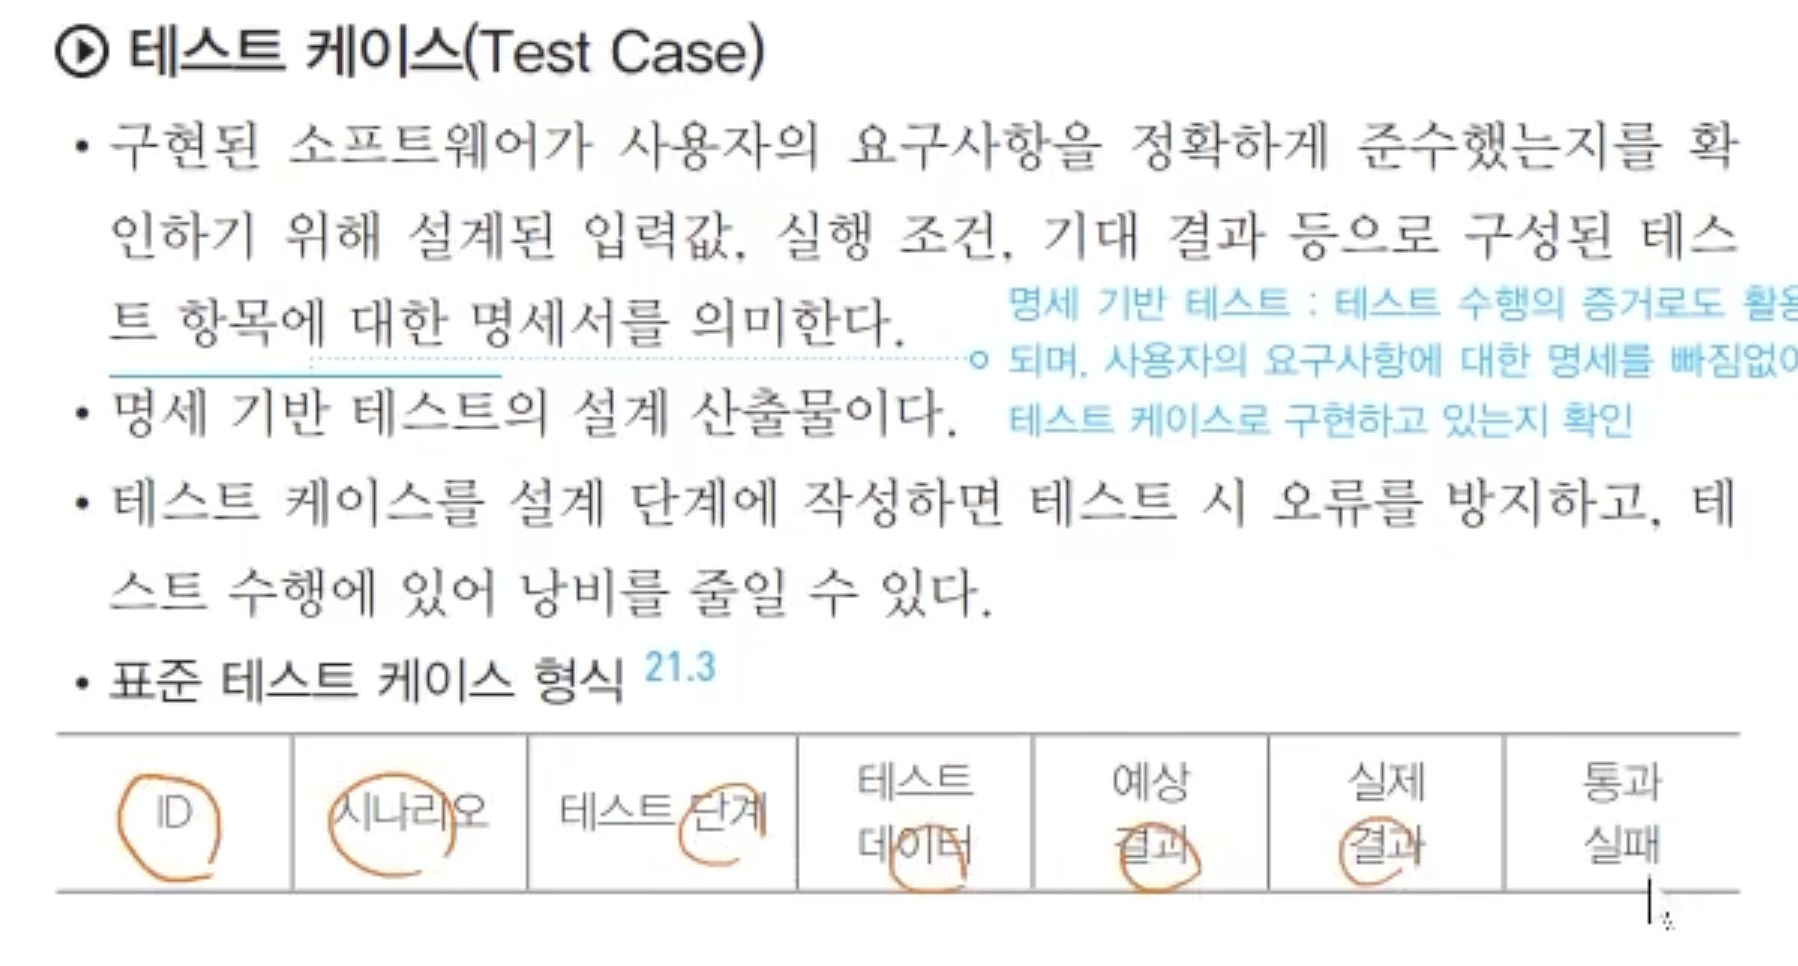 테스트 케이스(Test Case)
• 구현된 소프트웨어가 사용자의 요구사항을 정확하게 준수했는지를 확
인하기 위해 설계된 입력값, 실행 조건, 기대 결과 등으로 구성된 테스
트 항목에 대한 명세서를 의미한다.
명세 기반 테스트 : 테스트 수행의 증거로도 활용
되며, 사용자의 요구사항에 대한 명세를 빠짐없이
테스트 케이스로 구현하고 있는지 확인
• 명세 기반 테스트의 설계 산출물이다.
• 테스트 케이스를 설계 단계에 작성하면 테스트 시 오류를 방지하고, 테
스트 수행에 있어 낭비를 줄일 수 있다.
• 표준 테스트 케이스 형식 21.3
ID
시나리오
테스트 단계
테스트
데이터
예상
결과
실제
결과
통과
실패